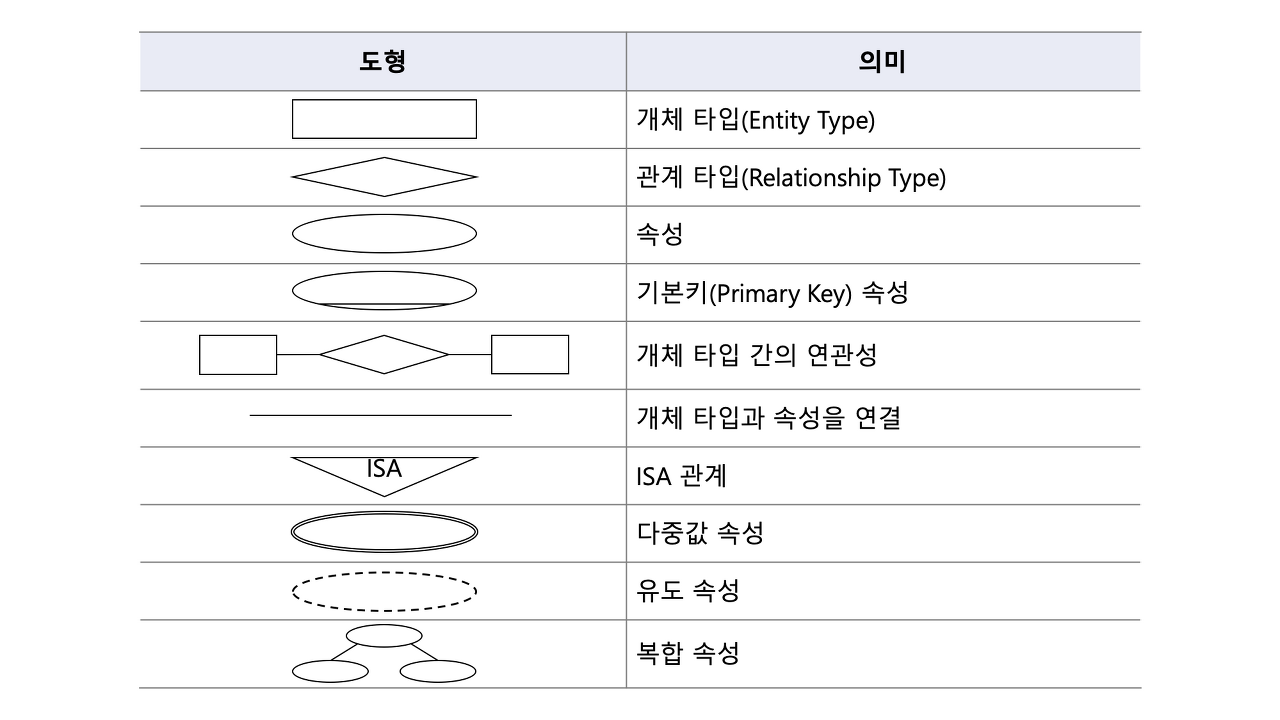 도형
의미
개체 타입(Entity Type)
관계 타입(Relationship Type)
속성
기본키(Primary Key) 속성
개체 타입 간의 연관성
개체 타입과 속성을 연결
ISA
ISA 관계
다중값 속성
유도 속성
복합 속성